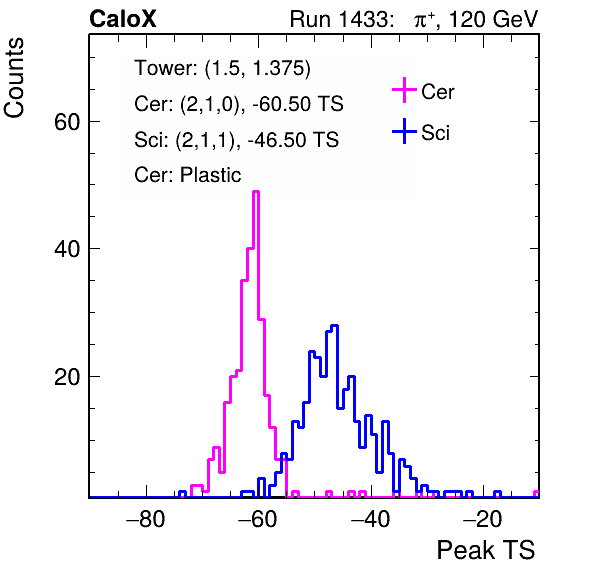 CaloX Run 1433: π⁺, 120 GeV
Counts
Tower: (1.5, 1.375)
Cer: (2,1,0), -60.50 TS
Sci: (2,1,1), -46.50 TS
Cer: Plastic
Cer
Sci
60
40
20
−80 −60 −40 −20
Peak TS